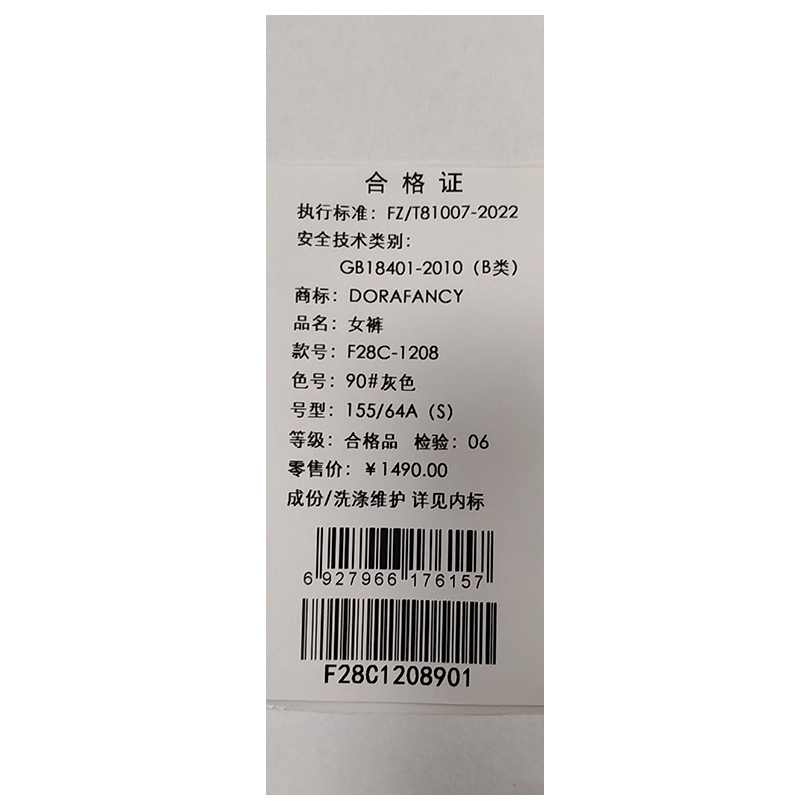 合格证
执行标准：FZ/T81007-2022
安全技术类别：
GB18401-2010（B类）
商标：DORAFANCY
品名：女裤
款号：F28C-1208
色号：90#灰色
号型：155/64A（S）
等级：合格品 检验：06
零售价：￥1490.00
成份/洗涤维护 详见内标
6 927966 176157
F28C1208901